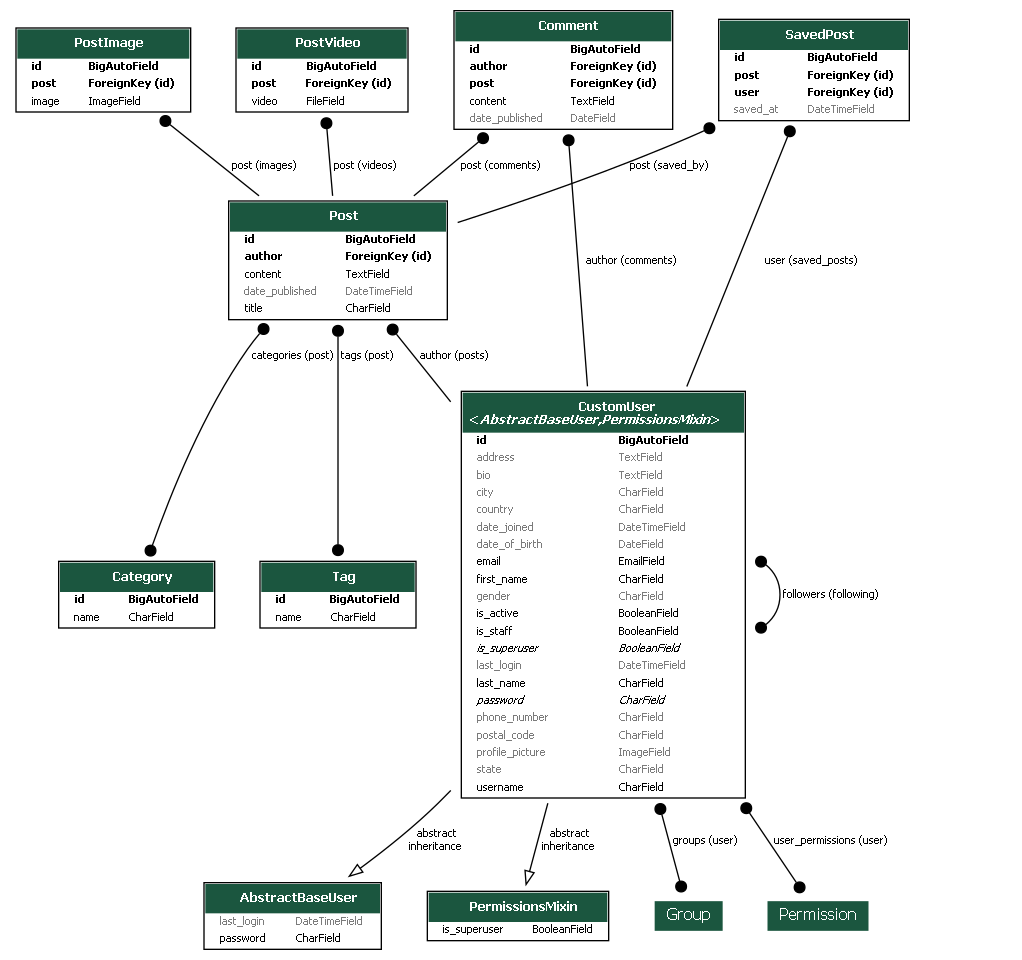 PostImage
id BigAutoField
post ForeignKey (id)
image ImageField
PostVideo
id BigAutoField
post ForeignKey (id)
video FileField
Comment
id BigAutoField
author ForeignKey (id)
post ForeignKey (id)
content TextField
date_published DateField
SavedPost
id BigAutoField
post ForeignKey (id)
user ForeignKey (id)
saved_at DateTimeField
post (images)
post (videos)
post (comments)
post (saved_by)
Post
id BigAutoField
author ForeignKey (id)
content TextField
date_published DateTimeField
title CharField
author (comments)
user (saved_posts)
categories (post)
tags (post)
author (posts)
CustomUser
<AbstractBaseUser,PermissionsMixin>
id BigAutoField
address TextField
bio TextField
city CharField
country CharField
date_joined DateTimeField
date_of_birth DateField
email EmailField
first_name CharField
gender CharField
is_active BooleanField
is_staff BooleanField
is_superuser BooleanField
last_login DateTimeField
last_name CharField
password CharField
phone_number CharField
postal_code CharField
profile_picture ImageField
state CharField
username CharField
Category
id BigAutoField
name CharField
Tag
id BigAutoField
name CharField
followers (following)
abstract
inheritance
abstract
inheritance
groups (user)
user_permissions (user)
AbstractBaseUser
last_login DateTimeField
password CharField
PermissionsMixin
is_superuser BooleanField
Group
Permission